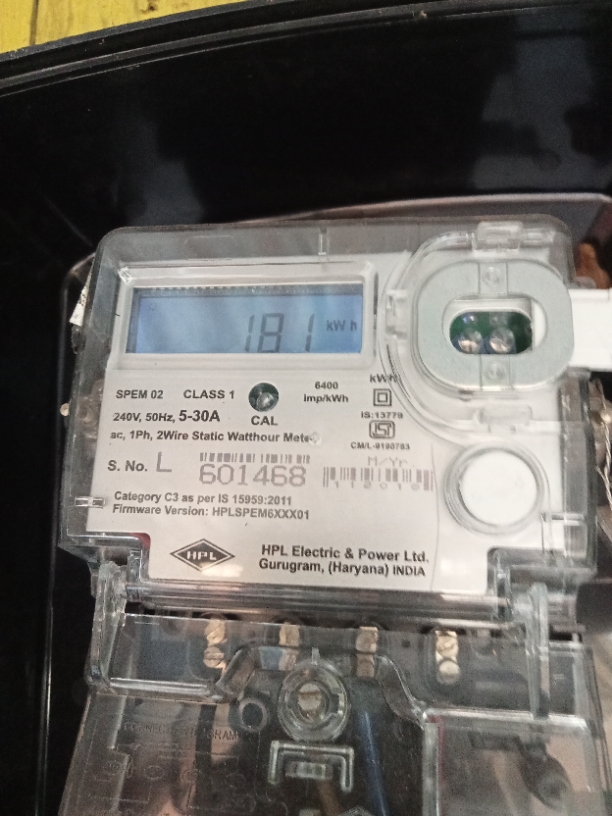 181 kWh
SPEM 02 CLASS 1 6400 imp/kWh kWh
240V, 50Hz, 5-30A CAL IS:13779
ac, 1Ph, 2Wire Static Watthour Meter CM/L-9190783
S. No. L 601468 M/Yr.
Category C3 as per IS 15959:2011
Firmware Version: HPLSPEM6XXX01
HPL HPL Electric & Power Ltd.
Gurugram, (Haryana) INDIA